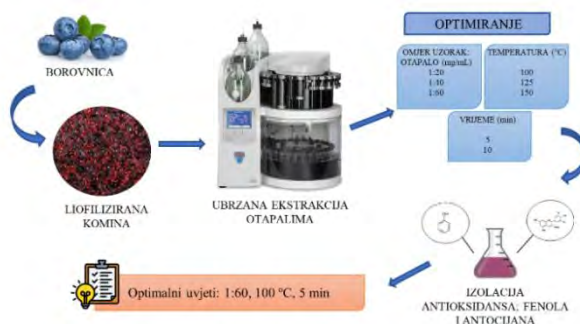 BOROVNICA
LIOFILIZIRANA
KOMINA
UBRZANA EKSTRAKCIJA
OTAPALIMA
OPTIMIRANJE
OMJER UZORAK:
OTAPALO (mg/mL)
1:20
1:40
1:60
TEMPERATURA (°C)
100
125
150
VRIJEME (min)
5
10
IZOLACIJA
ANTIOKSIDANSA; FENOLA
I ANTOCIJANA
Optimalni uvjeti: 1:60, 100 °C, 5 min